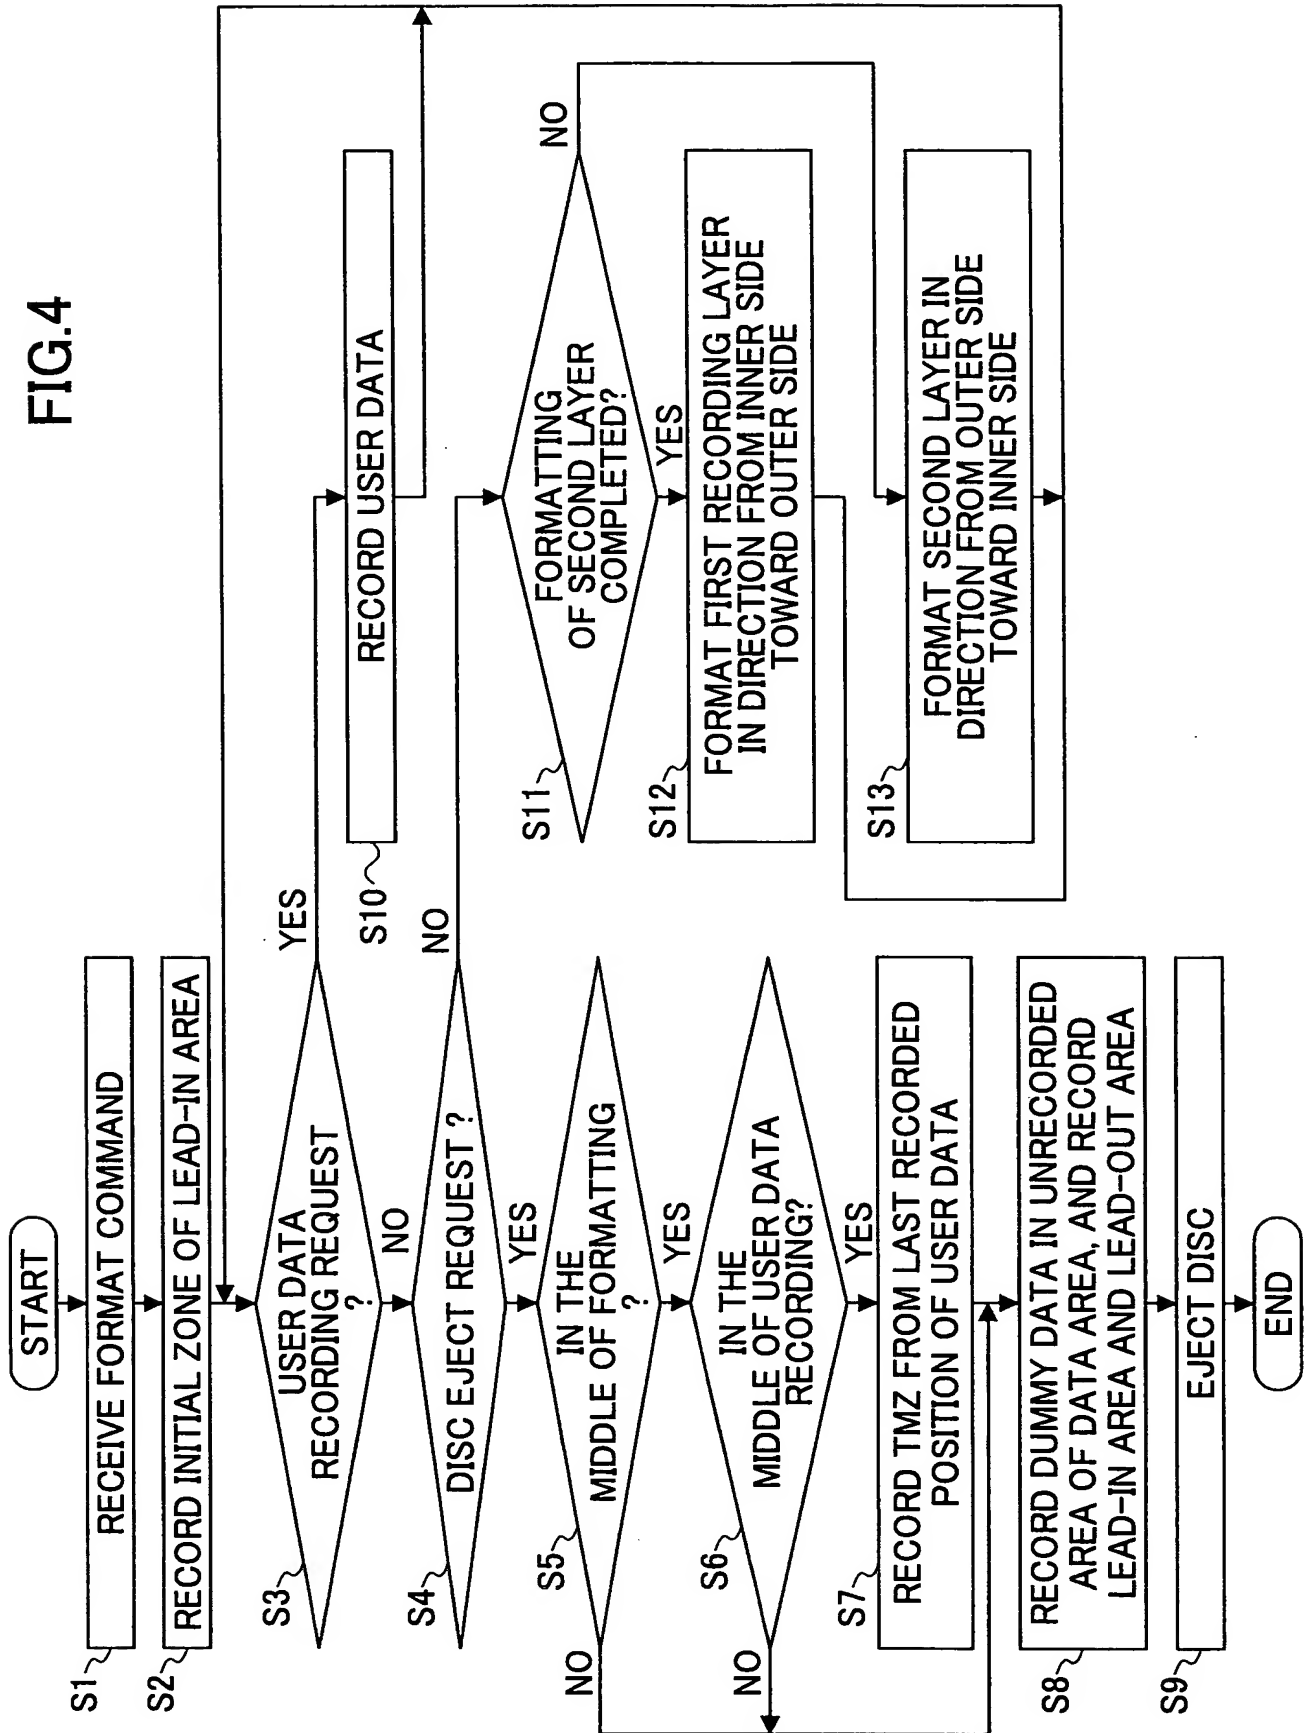 FIG.4
START
S1
RECEIVE FORMAT COMMAND
S2
RECORD INITIAL ZONE OF LEAD-IN AREA
S3
USER DATA
RECORDING REQUEST
?
YES
NO
S10
RECORD USER DATA
S4
DISC EJECT REQUEST ?
NO
YES
S5
IN THE
MIDDLE OF FORMATTING
?
NO
YES
S11
FORMATTING
OF SECOND LAYER
COMPLETED?
NO
YES
S6
IN THE
MIDDLE OF USER DATA
RECORDING?
NO
YES
S12
FORMAT FIRST RECORDING LAYER
IN DIRECTION FROM INNER SIDE
TOWARD OUTER SIDE
S7
RECORD TMZ FROM LAST RECORDED
POSITION OF USER DATA
S13
FORMAT SECOND LAYER IN
DIRECTION FROM OUTER SIDE
TOWARD INNER SIDE
S8
RECORD DUMMY DATA IN UNRECORDED
AREA OF DATA AREA, AND RECORD
LEAD-IN AREA AND LEAD-OUT AREA
S9
EJECT DISC
END